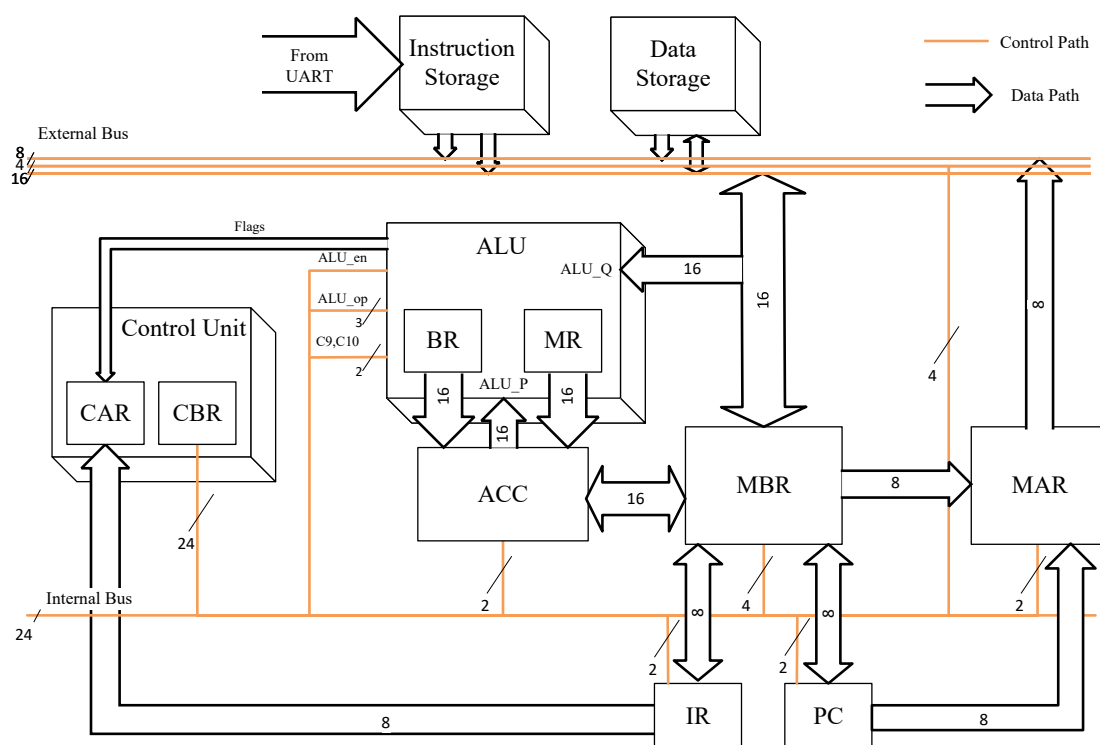 From
UART
Instruction
Storage
Data
Storage
Control Path
Data Path
External Bus
8
4
16
Flags
ALU
ALU_en
ALU_Q
16
16
8
ALU_op
3
Control Unit
C9,C10
2
BR
MR
4
ALU_P
16
16
16
CAR
CBR
ACC
16
MBR
8
MAR
24
2
4
2
Internal Bus
24
8
8
2
2
IR
PC
8
8